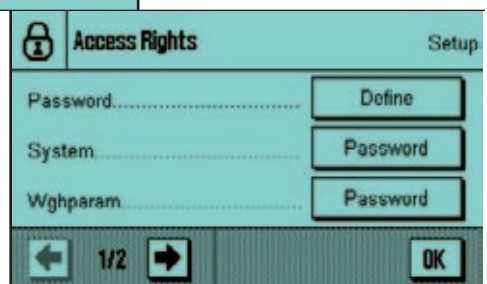 Access Rights Setup
Password.................................. Define
System.................................. Password
Wghparam.................................. Password
1/2 OK